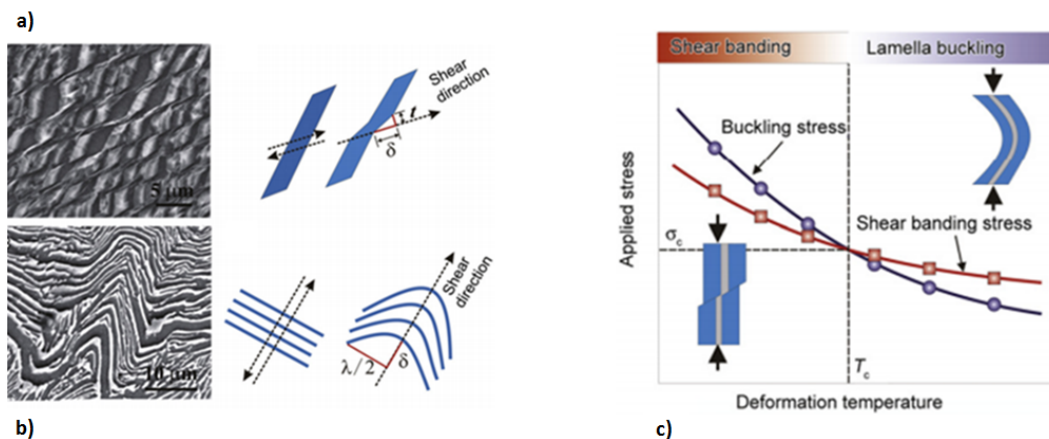 a)
Shear
direction
t
δ
5 μm
Shear
direction
λ/2
δ
10 μm
b)
Shear banding
Lamella buckling
Buckling stress
Shear banding
stress
σc
Tc
Applied stress
Deformation temperature
c)